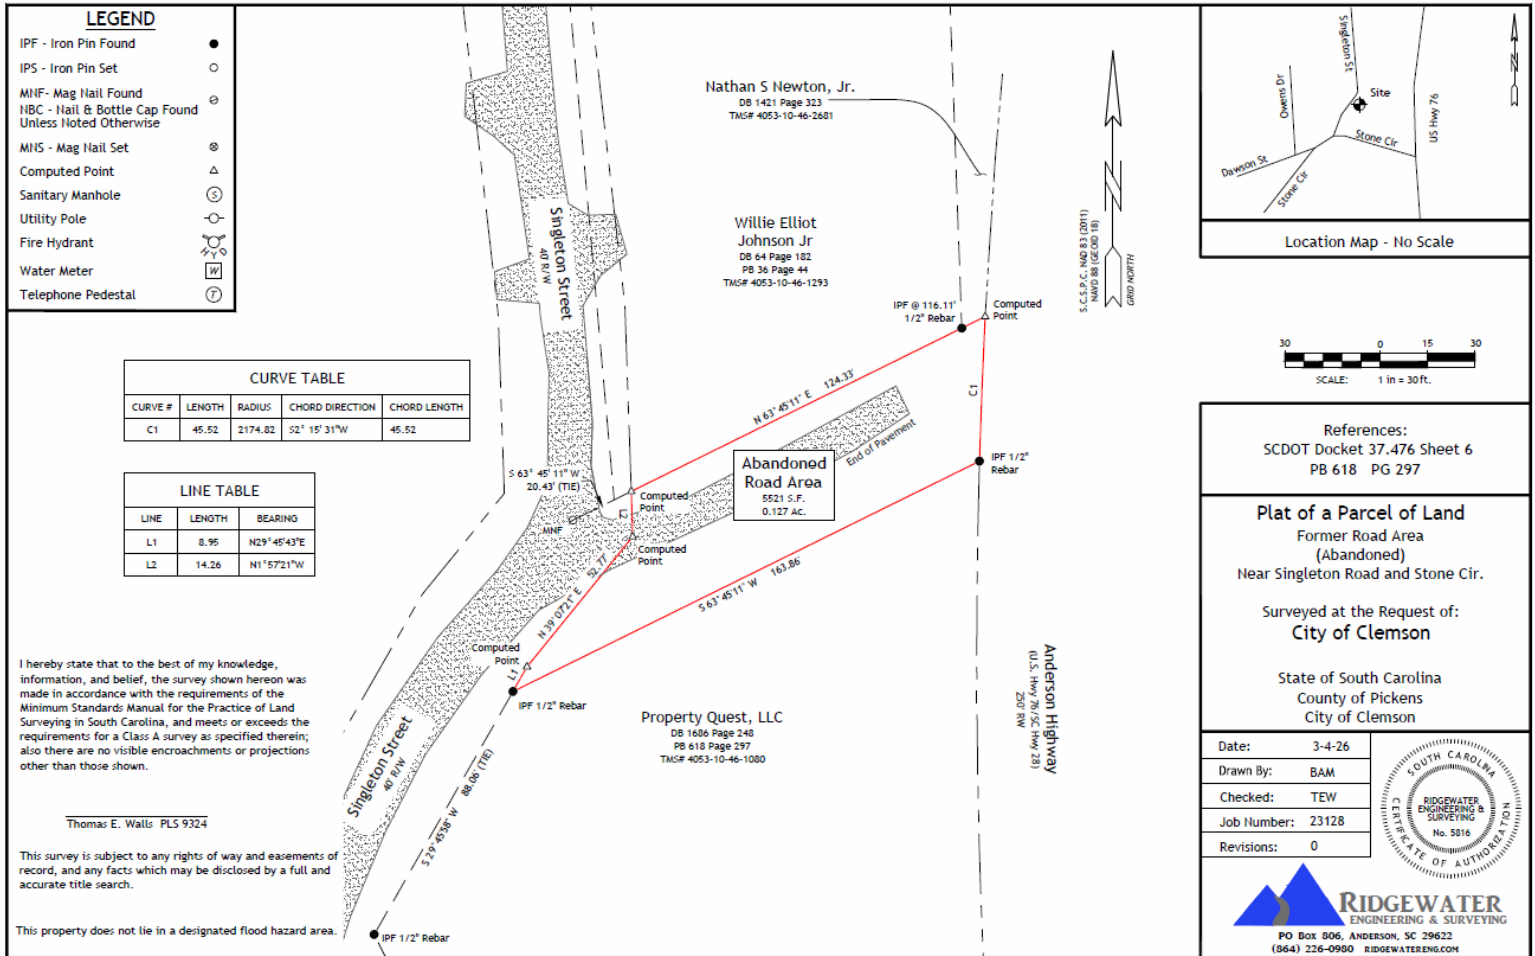 LEGEND
IPF - Iron Pin Found
IPS - Iron Pin Set
MNF- Mag Nail Found
NBC - Nail & Bottle Cap Found
Unless Noted Otherwise
MNS - Mag Nail Set
Computed Point
Sanitary Manhole
S
Utility Pole
Fire Hydrant
HYD
Water Meter
W
Telephone Pedestal
T
CURVE TABLE
CURVE # LENGTH RADIUS CHORD DIRECTION CHORD LENGTH
C1 45.52 2174.82 S2° 15' 31"W 45.52
LINE TABLE
LINE LENGTH BEARING
L1 8.95 N29°45'43"E
L2 14.26 N1°57'21"W
I hereby state that to the best of my knowledge,
information, and belief, the survey shown hereon was
made in accordance with the requirements of the
Minimum Standards Manual for the Practice of Land
Surveying in South Carolina, and meets or exceeds the
requirements for a Class A survey as specified therein;
also there are no visible encroachments or projections
other than those shown.
Thomas E. Walls PLS 9324
This survey is subject to any rights of way and easements of
record, and any facts which may be disclosed by a full and
accurate title search.
This property does not lie in a designated flood hazard area.
Nathan S Newton, Jr.
DB 1421 Page 323
TMS# 4053-10-46-2681
Willie Elliot
Johnson Jr
DB 64 Page 182
PB 36 Page 44
TMS# 4053-10-46-1293
Singleton Street
40' R/W
IPF @ 116.11'
1/2" Rebar
Computed
Point
N 63°45'11" E 124.33'
C1
End of Pavement
Abandoned
Road Area
5521 S.F.
0.127 Ac.
IPF 1/2"
Rebar
S 63° 45' 11" W
20.43' (TIE)
Computed
Point
L2
MNF
Computed
Point
N 39°07'21" E 52.77'
S 63°45'11" W 163.86'
Computed
Point
L1
IPF 1/2" Rebar
Property Quest, LLC
DB 1686 Page 248
PB 618 Page 297
TMS# 4053-10-46-1080
Singleton Street
40' R/W
S 29°45'58" W 88.06' (TIE)
IPF 1/2" Rebar
Anderson Highway
(U.S. Hwy 76/SC Hwy 28)
250' RW
S.C.S.P.C. NAD 83 (2011)
NAVD 88 (GEOID 18)
GRID NORTH
N
Singleton St
Owens Dr
Site
US Hwy 76
Stone Cir
Dawson St
Stone Cir
N
Location Map - No Scale
30 0 15 30
SCALE: 1 in = 30 ft.
References:
SCDOT Docket 37.476 Sheet 6
PB 618 PG 297
Plat of a Parcel of Land
Former Road Area
(Abandoned)
Near Singleton Road and Stone Cir.
Surveyed at the Request of:
City of Clemson
State of South Carolina
County of Pickens
City of Clemson
Date: 3-4-26
Drawn By: BAM
Checked: TEW
Job Number: 23128
Revisions: 0
SOUTH CAROLINA
RIDGEWATER
ENGINEERING &
SURVEYING
No. 5816
CERTIFICATE OF AUTHORIZATION
RIDGEWATER
ENGINEERING & SURVEYING
PO BOX 806, ANDERSON, SC 29622
(864) 226-0980 RIDGEWATERENG.COM